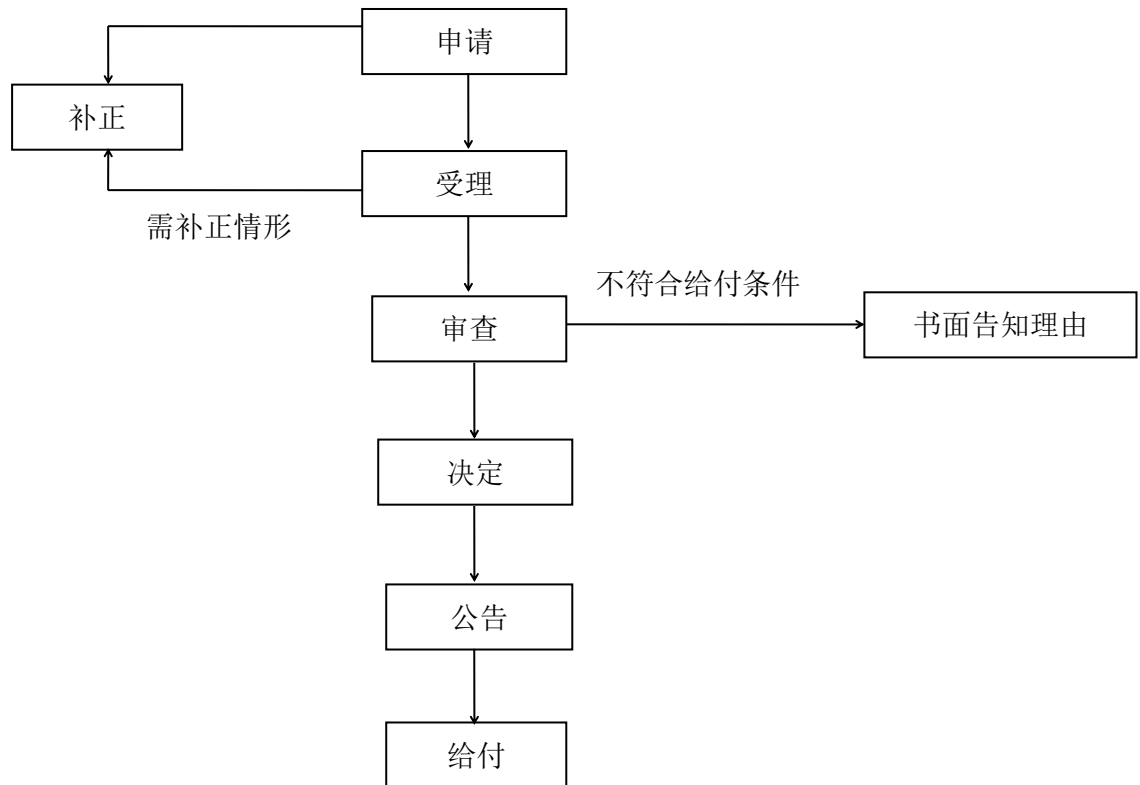 申请
补正
受理
需补正情形
不符合给付条件
书面告知理由
审查
决定
公告
给付